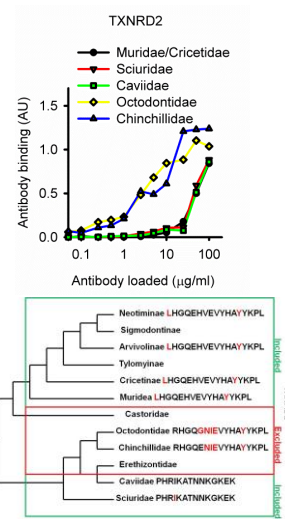 TXNRD2
Muridae/Cricetidae
Sciuridae
Caviidae
Octodontidae
Chinchillidae
Antibody binding (AU)
1.5
1.0
0.5
0.0
0.1
1
10
100
Antibody loaded (μg/ml)
Neotiminae LHGQEHVEVYHAYYKPL
Sigmodontinae
Arvivolinae LHGQEHVEVYHAYYKPL
Tylomyinae
Cricetinae LHGQEHVEVYHAYYKPL
Muridea LHGQEHVEVYHAYYKPL
Included
Castoridae
Octodontidae RHGQGNIEVYHAYYKPL
Chinchillidae RHGQENIEVYHAYYKPL
Erethizontidae
Excluded
Caviidae PHRIKATNNKGKEK
Sciuridae PHRIKATNNKGKEK
Included